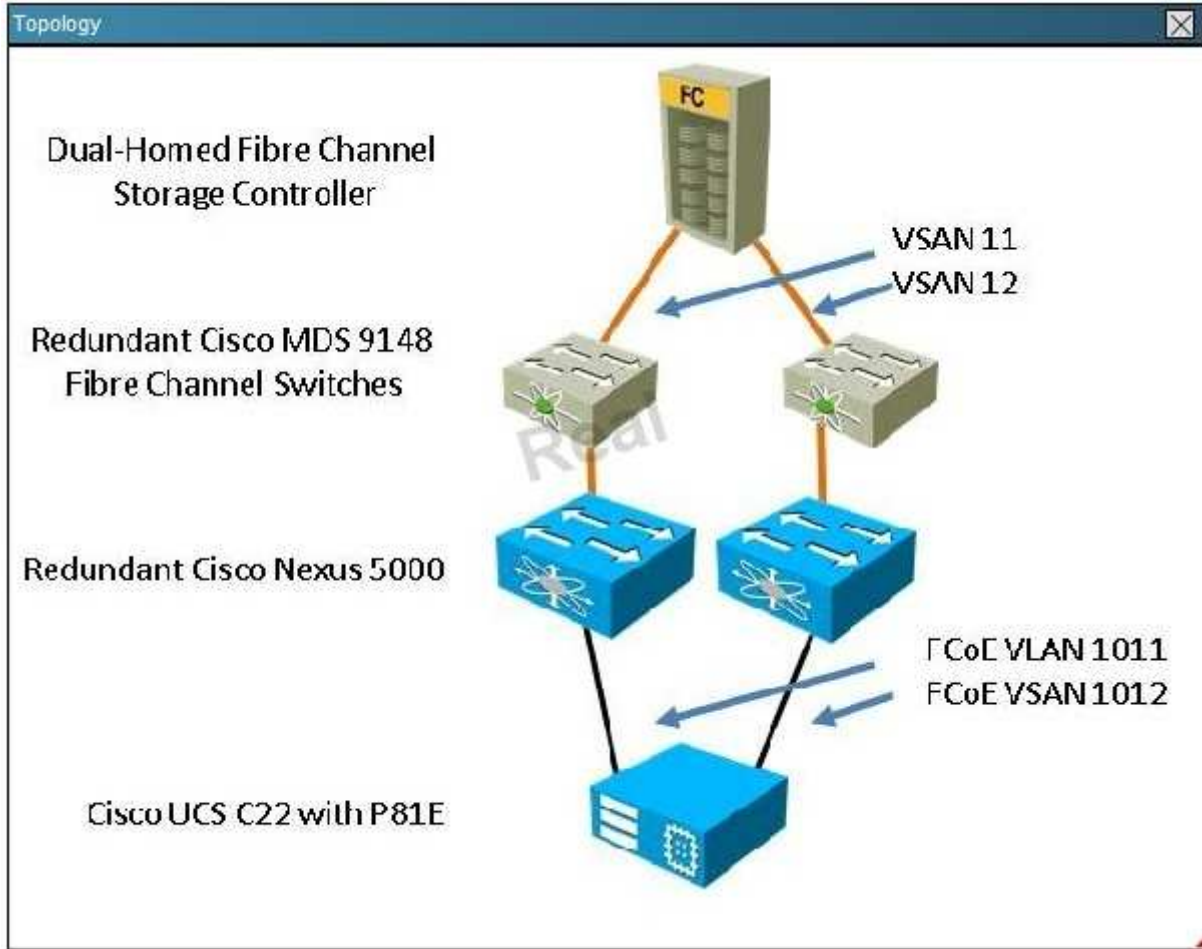 Topology
FC
Dual-Homed Fibre Channel
Storage Controller
VSAN 11
VSAN 12
Redundant Cisco MDS 9148
Fibre Channel Switches
Real
Redundant Cisco Nexus 5000
FCoE VLAN 1011
FCoE VSAN 1012
Cisco UCS C22 with P81E